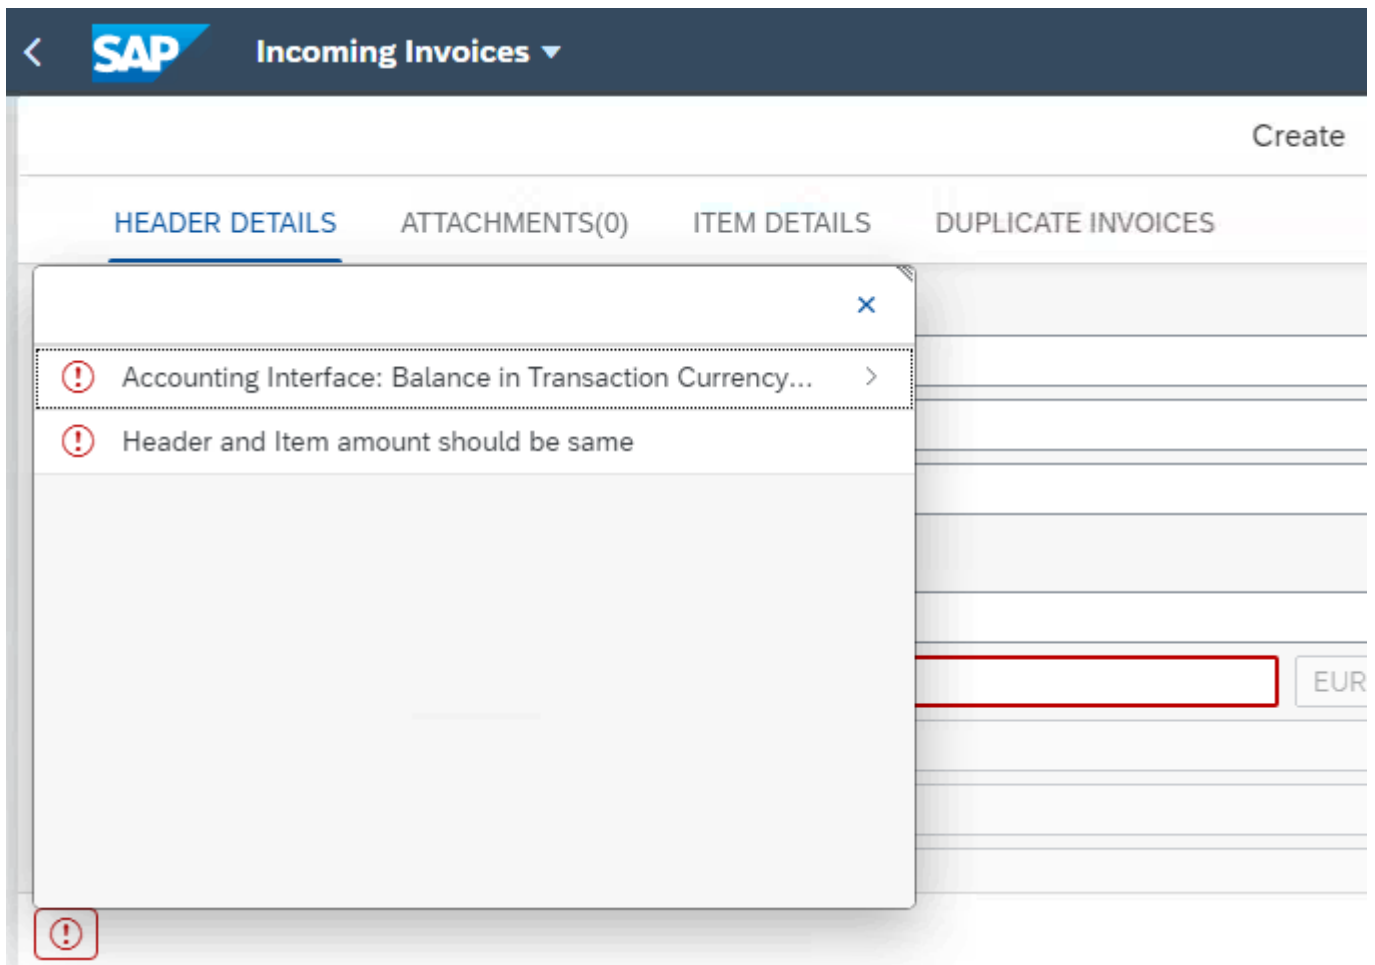 SAP Incoming Invoices
Create
HEADER DETAILS ATTACHMENTS(0) ITEM DETAILS DUPLICATE INVOICES
Accounting Interface: Balance in Transaction Currency...
Header and Item amount should be same
EUR